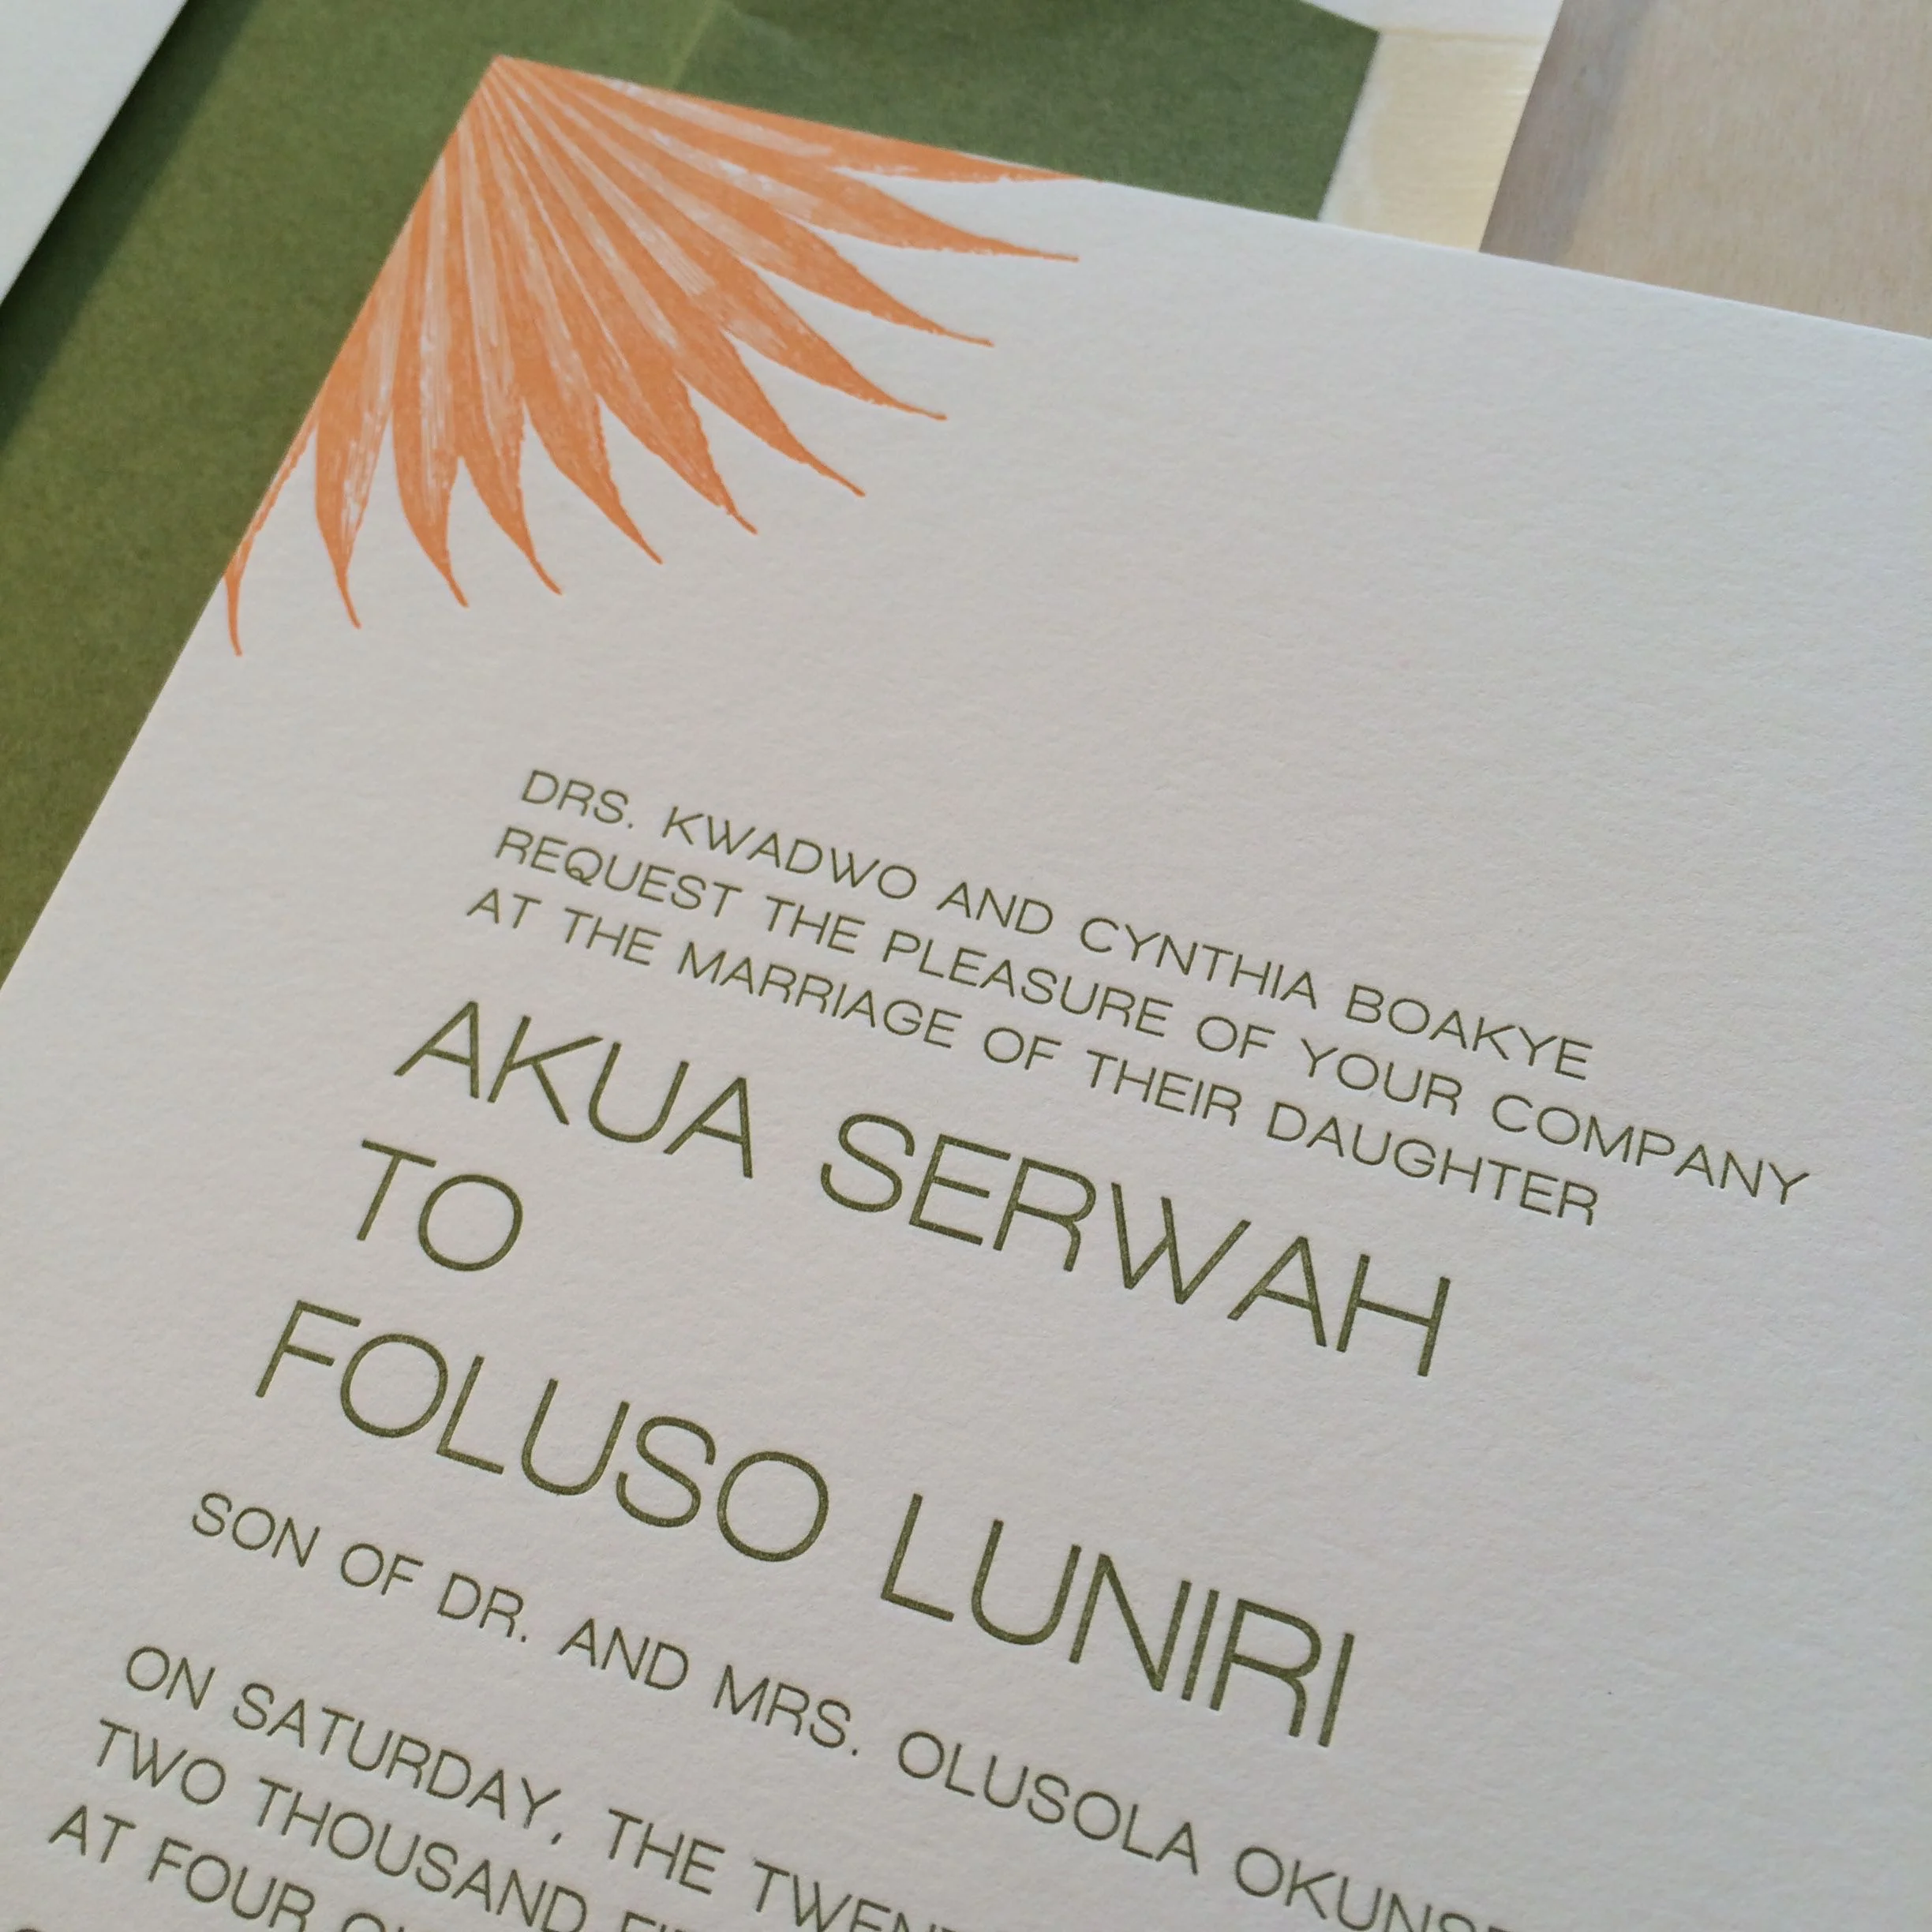 DRS. KWADWO AND CYNTHIA BOAKYE
REQUEST THE PLEASURE OF YOUR COMPANY
AT THE MARRIAGE OF THEIR DAUGHTER
AKUA SERWAH
TO
FOLUSO LUNIRI
SON OF DR. AND MRS. OLUSOLA
ON SATURDAY, THE
TWO THOUSAND
AT FOUR